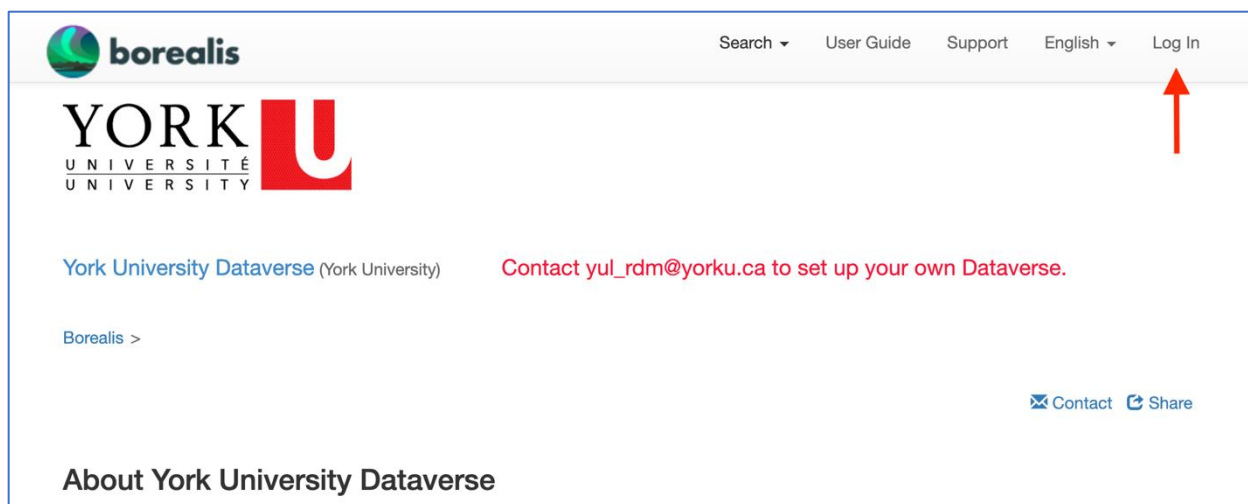 borealis
Search User Guide Support English Log In
YORK
UNIVERSITÉ
UNIVERSITY
U
York University Dataverse (York University) Contact yul_rdm@yorku.ca to set up your own Dataverse.
Borealis >
Contact Share
About York University Dataverse